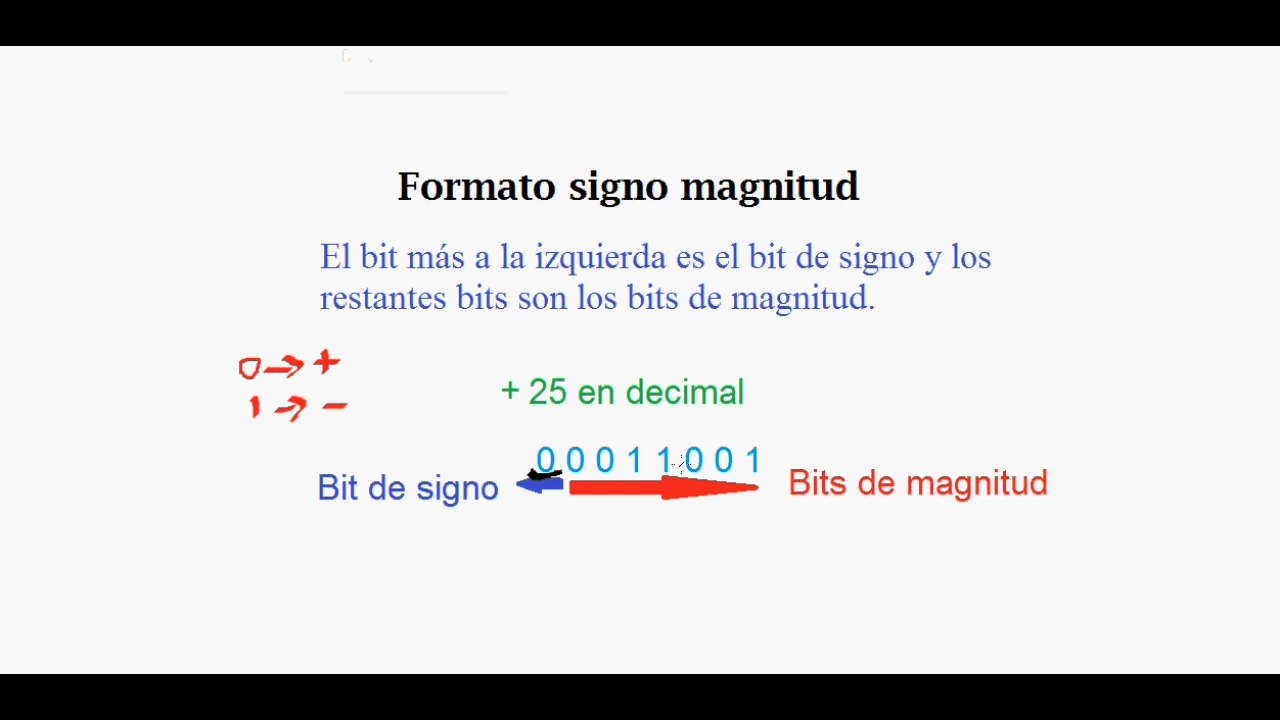 Formato signo magnitud
El bit más a la izquierda es el bit de signo y los
restantes bits son los bits de magnitud.
0 → +
1 → -
+ 25 en decimal
0 0 0 1 1 0 0 1
Bit de signo
Bits de magnitud